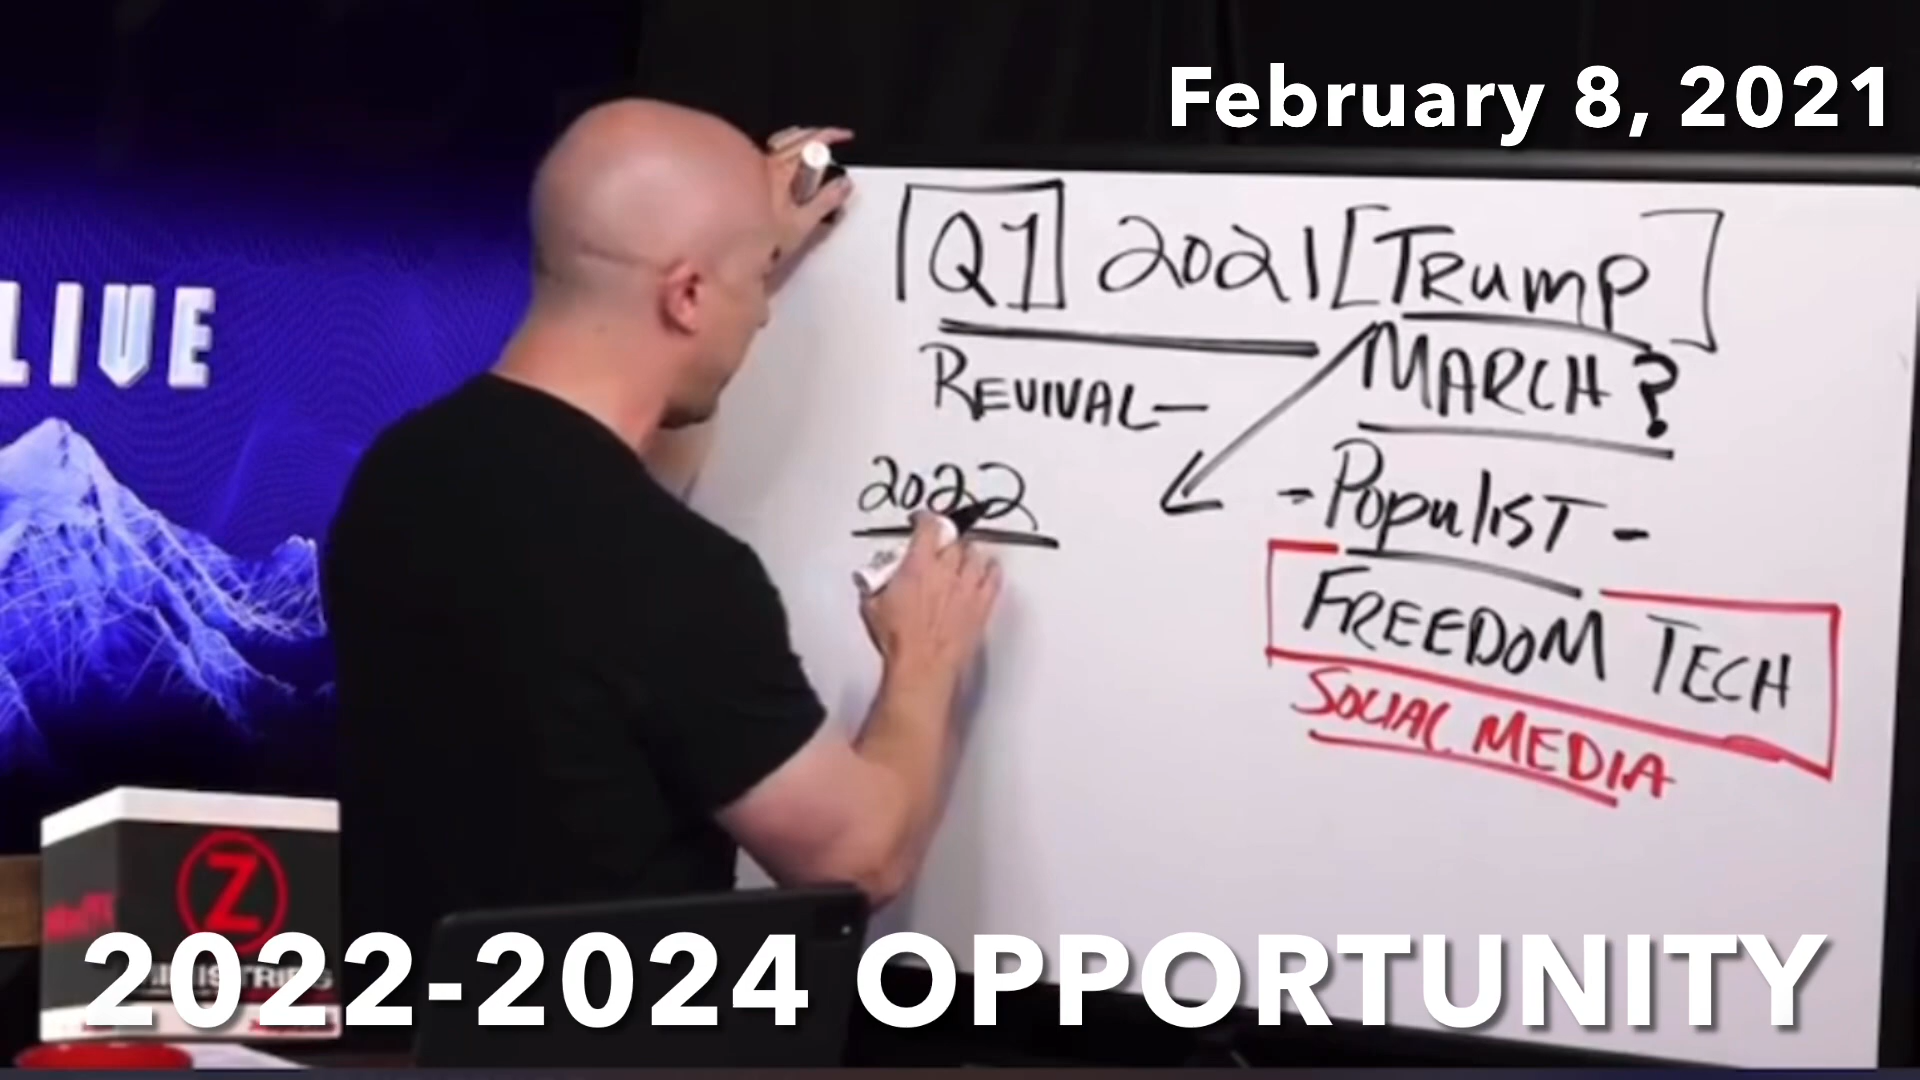 February 8, 2021
LIVE
[Q1] 2021 [TRUMP]
MARCH?
REVIVAL-
2022
-POPULIST-
FREEDOM TECH
SOCIAL MEDIA
Z
2022-2024 OPPORTUNITY